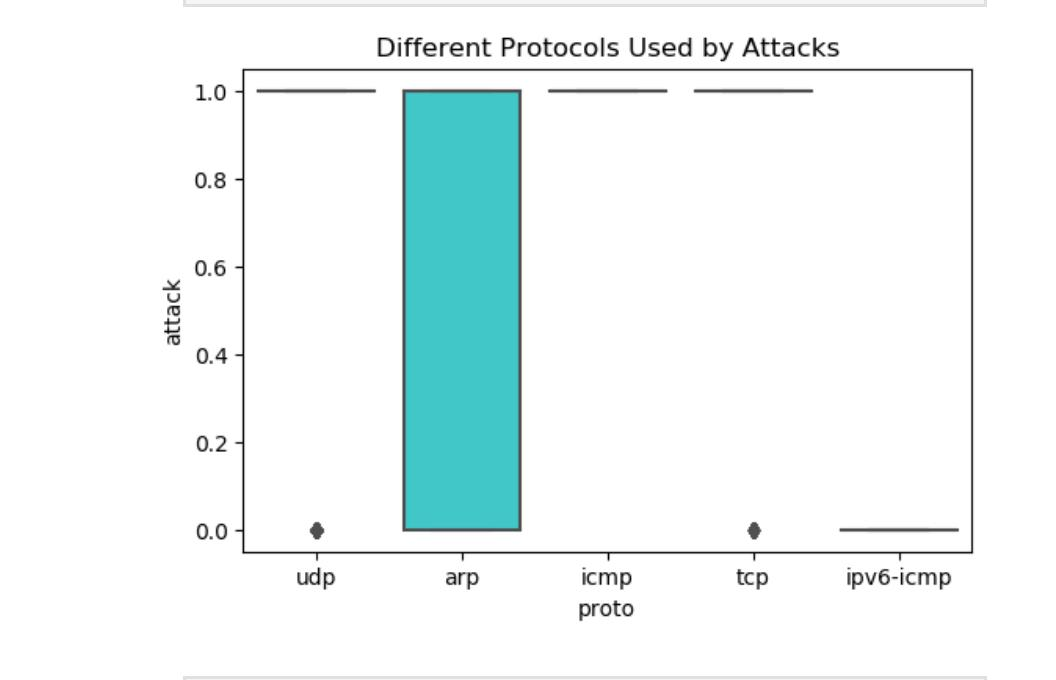 Different Protocols Used by Attacks
1.0
0.8
0.6
0.4
0.2
0.0
attack
udp arp icmp tcp ipv6-icmp
proto